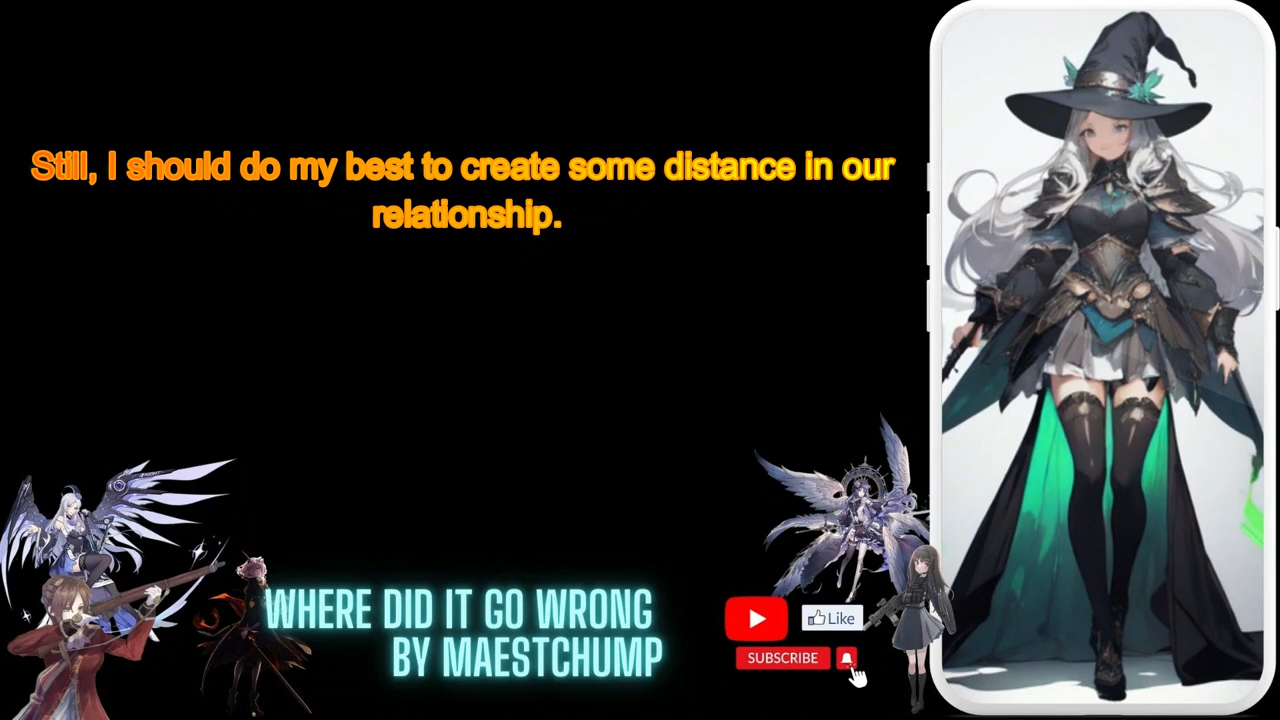 Still, I should do my best to create some distance in our
relationship.
WHERE DID IT GO WRONG
BY MAESTCHUMP
Like
SUBSCRIBE